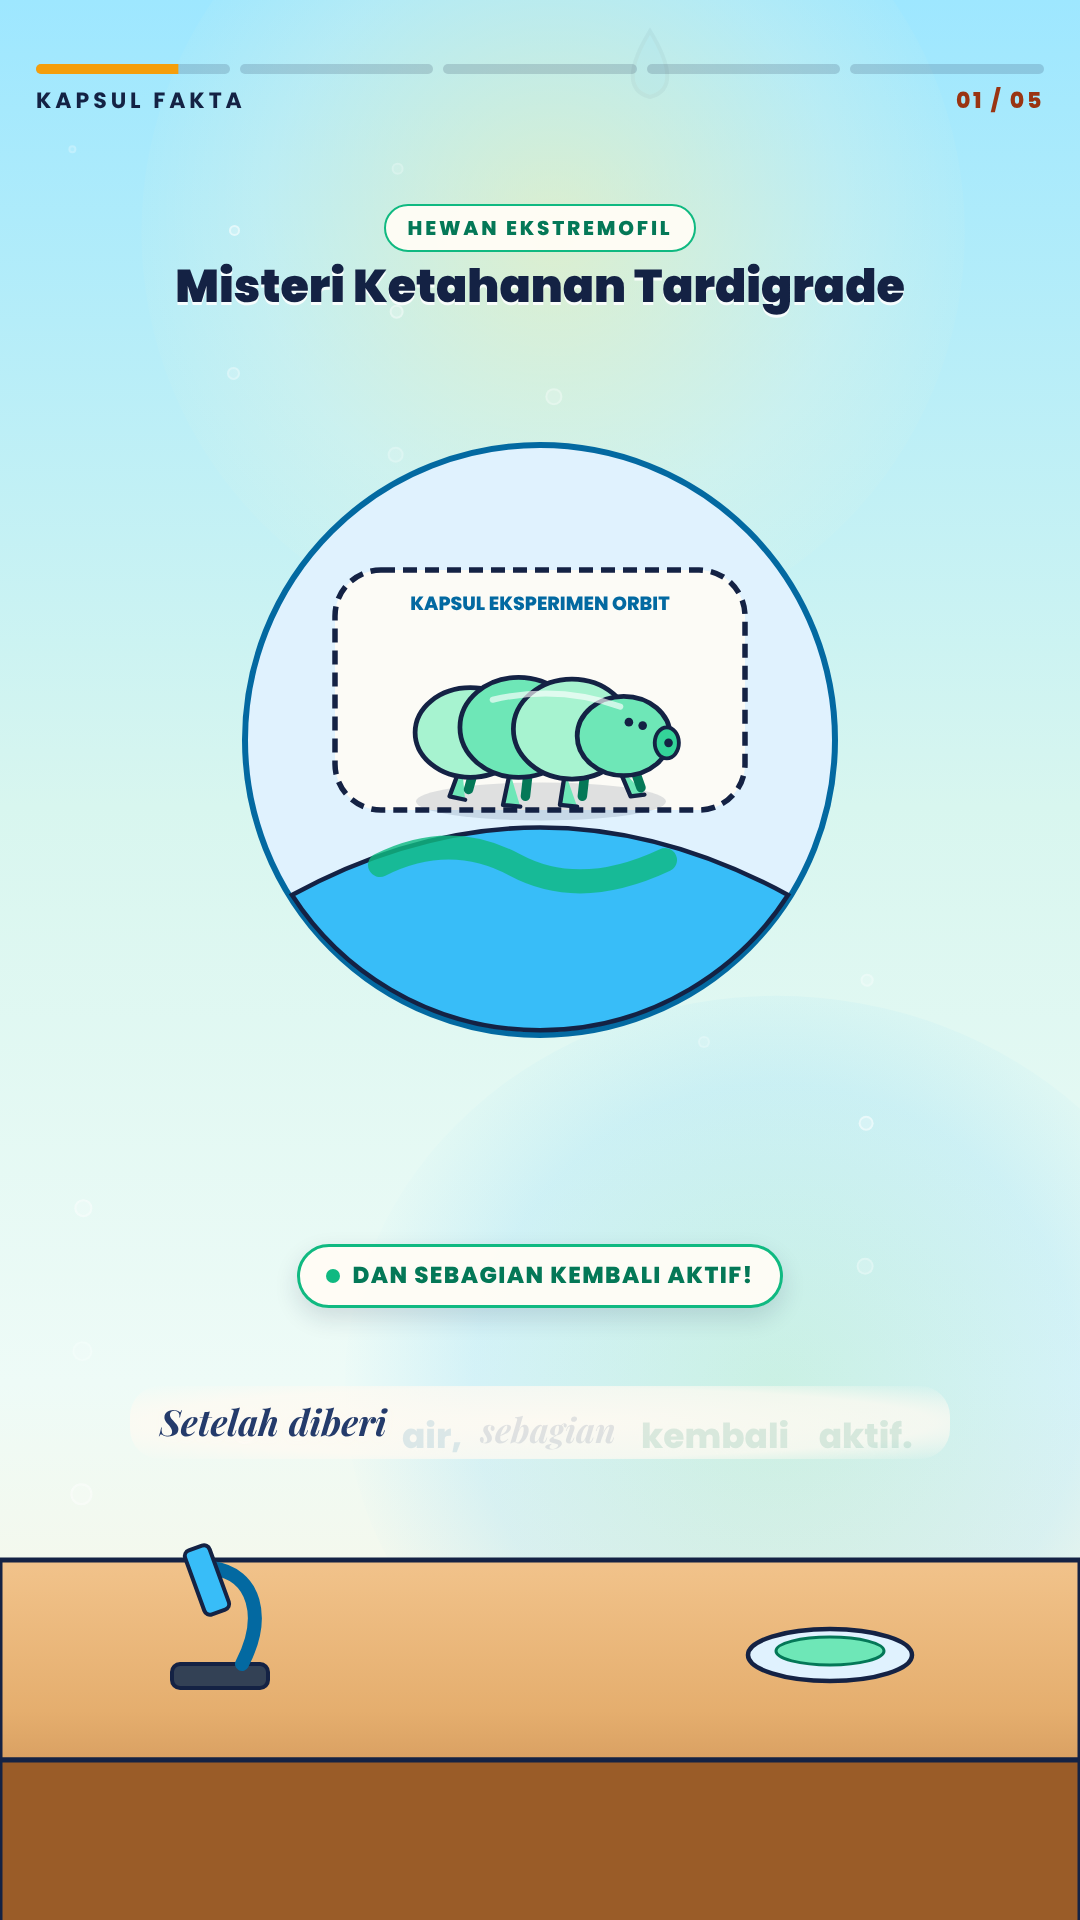 KAPSUL FAKTA
01 / 05
HEWAN EKSTREMOFIL
Misteri Ketahanan Tardigrade
KAPSUL EKSPERIMEN ORBIT
DAN SEBAGIAN KEMBALI AKTIF!
Setelah diberi air, sebagian kembali aktif.